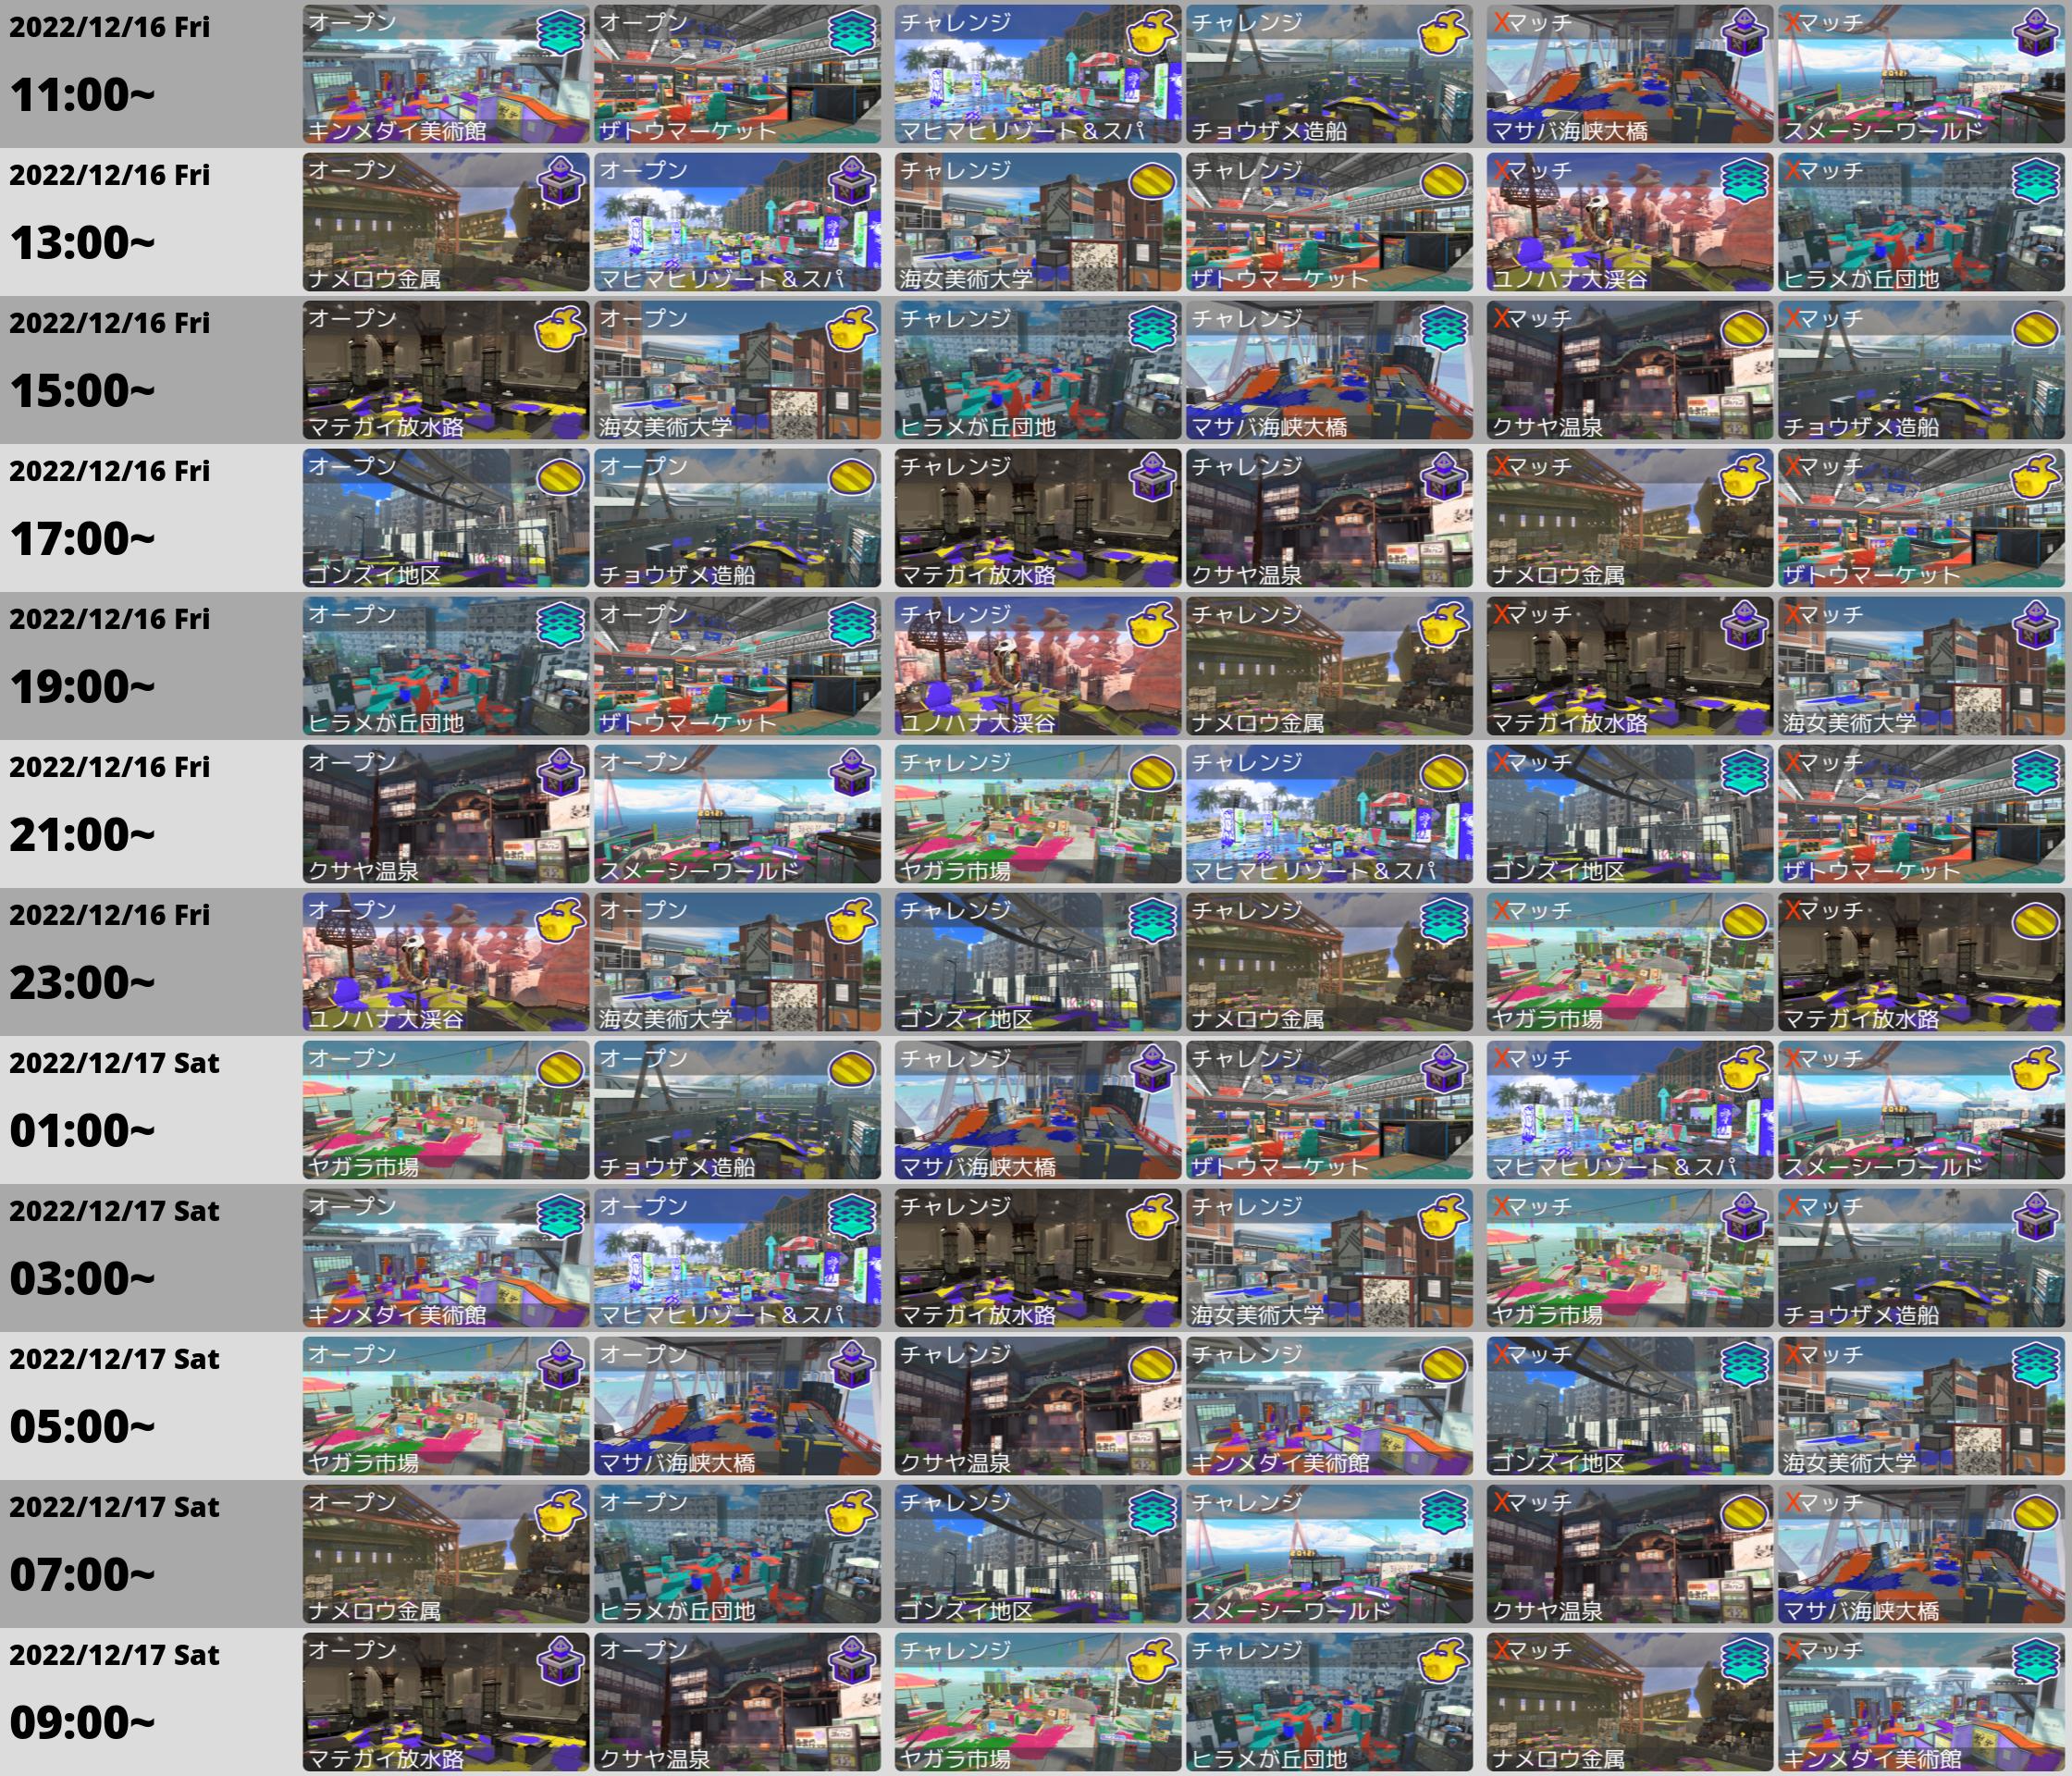 2022/12/16 Fri
11:00~
オープン
オープン
チャレンジ
チャレンジ
Xマッチ
Xマッチ
キンメダイ美術館
ザトウマーケット
マヒマヒリゾート＆スパ
チョウザメ造船
マサバ海峡大橋
スメーシーワールド
2022/12/16 Fri
13:00~
オープン
オープン
チャレンジ
チャレンジ
Xマッチ
Xマッチ
ナメロウ金属
マヒマヒリゾート＆スパ
海女美術大学
ザトウマーケット
ユノハナ大渓谷
ヒラメが丘団地
2022/12/16 Fri
15:00~
オープン
オープン
チャレンジ
チャレンジ
Xマッチ
Xマッチ
マテガイ放水路
海女美術大学
ヒラメが丘団地
マサバ海峡大橋
クサヤ温泉
チョウザメ造船
2022/12/16 Fri
17:00~
オープン
オープン
チャレンジ
チャレンジ
Xマッチ
Xマッチ
ゴンズイ地区
チョウザメ造船
マテガイ放水路
クサヤ温泉
ナメロウ金属
ザトウマーケット
2022/12/16 Fri
19:00~
オープン
オープン
チャレンジ
チャレンジ
Xマッチ
Xマッチ
ヒラメが丘団地
ザトウマーケット
ユノハナ大渓谷
ナメロウ金属
マテガイ放水路
海女美術大学
2022/12/16 Fri
21:00~
オープン
オープン
チャレンジ
チャレンジ
Xマッチ
Xマッチ
クサヤ温泉
スメーシーワールド
ヤガラ市場
マヒマヒリゾート＆スパ
ゴンズイ地区
ザトウマーケット
2022/12/16 Fri
23:00~
オープン
オープン
チャレンジ
チャレンジ
Xマッチ
Xマッチ
ユノハナ大渓谷
海女美術大学
ゴンズイ地区
ナメロウ金属
ヤガラ市場
マテガイ放水路
2022/12/17 Sat
01:00~
オープン
オープン
チャレンジ
チャレンジ
Xマッチ
Xマッチ
ヤガラ市場
チョウザメ造船
マサバ海峡大橋
ザトウマーケット
マヒマヒリゾート＆スパ
スメーシーワールド
2022/12/17 Sat
03:00~
オープン
オープン
チャレンジ
チャレンジ
Xマッチ
Xマッチ
キンメダイ美術館
マヒマヒリゾート＆スパ
マテガイ放水路
海女美術大学
ヤガラ市場
チョウザメ造船
2022/12/17 Sat
05:00~
オープン
オープン
チャレンジ
チャレンジ
Xマッチ
Xマッチ
ヤガラ市場
マサバ海峡大橋
クサヤ温泉
キンメダイ美術館
ゴンズイ地区
海女美術大学
2022/12/17 Sat
07:00~
オープン
オープン
チャレンジ
チャレンジ
Xマッチ
Xマッチ
ナメロウ金属
ヒラメが丘団地
ゴンズイ地区
スメーシーワールド
クサヤ温泉
マサバ海峡大橋
2022/12/17 Sat
09:00~
オープン
オープン
チャレンジ
チャレンジ
Xマッチ
Xマッチ
マテガイ放水路
クサヤ温泉
ヤガラ市場
ヒラメが丘団地
ナメロウ金属
キンメダイ美術館